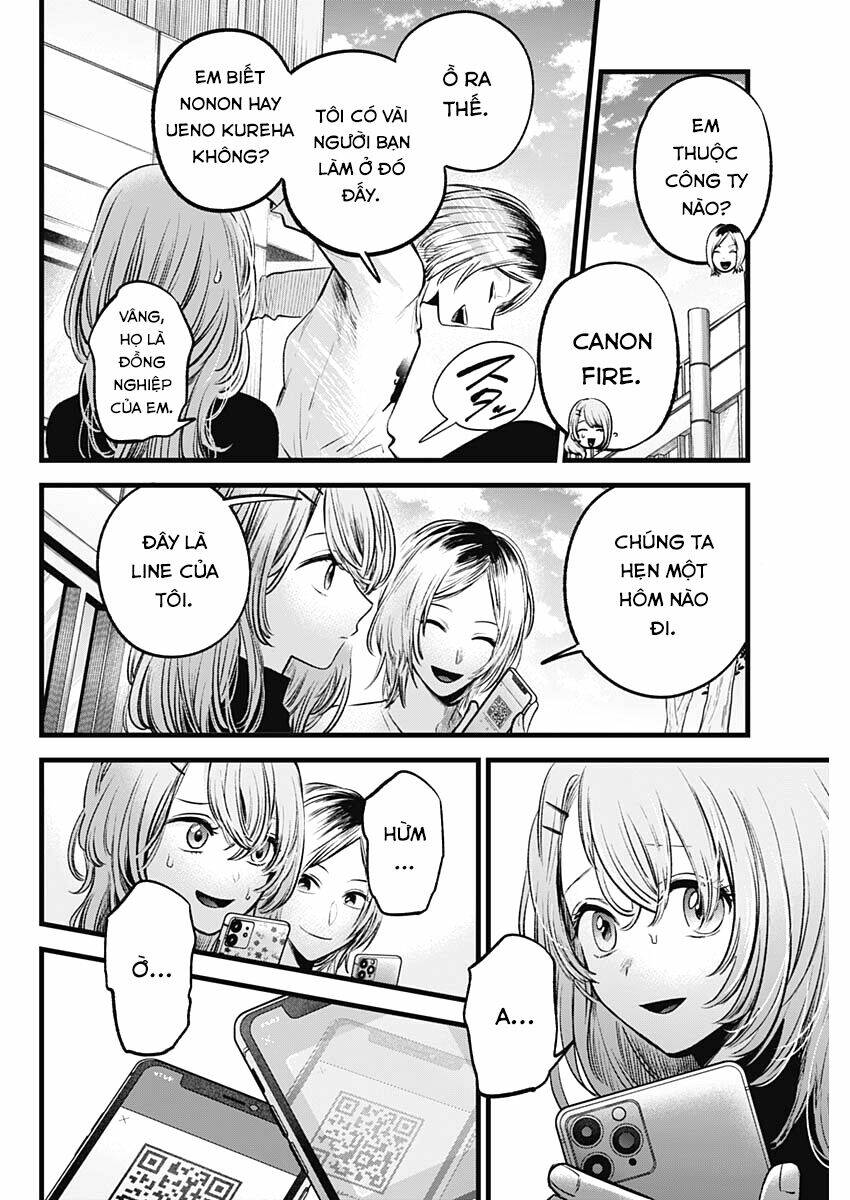 EM
THUỘC
CÔNG TY
NÀO?
CANON
FIRE.
Ồ RA
THẾ.
TÔI CÓ VÀI
NGƯỜI BẠN
LÀM Ở ĐÓ
ĐẤY.
EM BIẾT
NONON HAY
UENO KUREHA
KHÔNG?
VÂNG,
HỌ LÀ
ĐỒNG
NGHIỆP
CỦA EM.
CHÚNG TA
HẸN MỘT
HÔM NÀO
ĐI.
ĐÂY LÀ
LINE CỦA
TÔI.
A...
HỪM
...
Ờ...